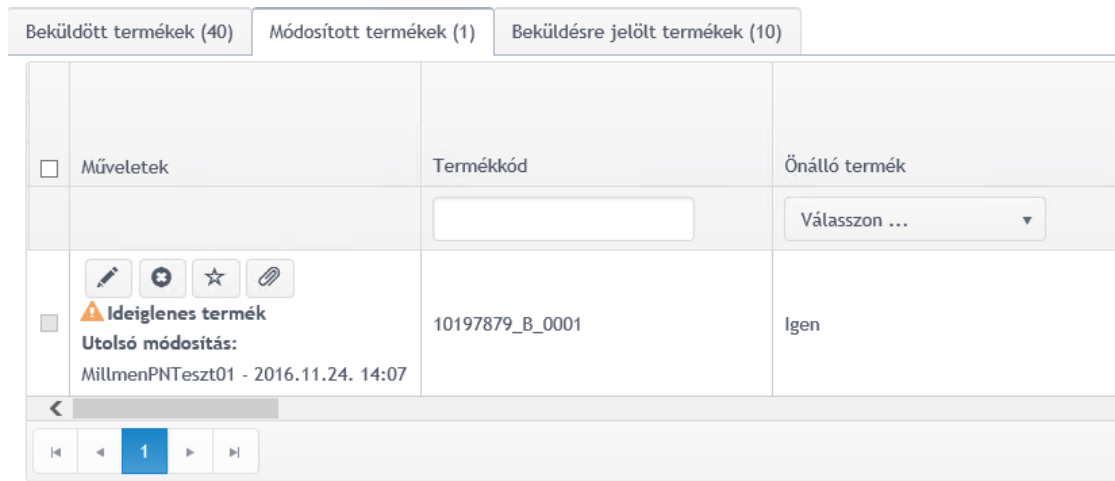 Beküldött termékek (40) Módosított termékek (1) Beküldésre jelölt termékek (10)
Műveletek Termékkód Önálló termék
Válasszon ...
Ideiglenes termék
Utolsó módosítás:
MillmenPNTeszt01 - 2016.11.24. 14:07
10197879_B_0001
Igen
1